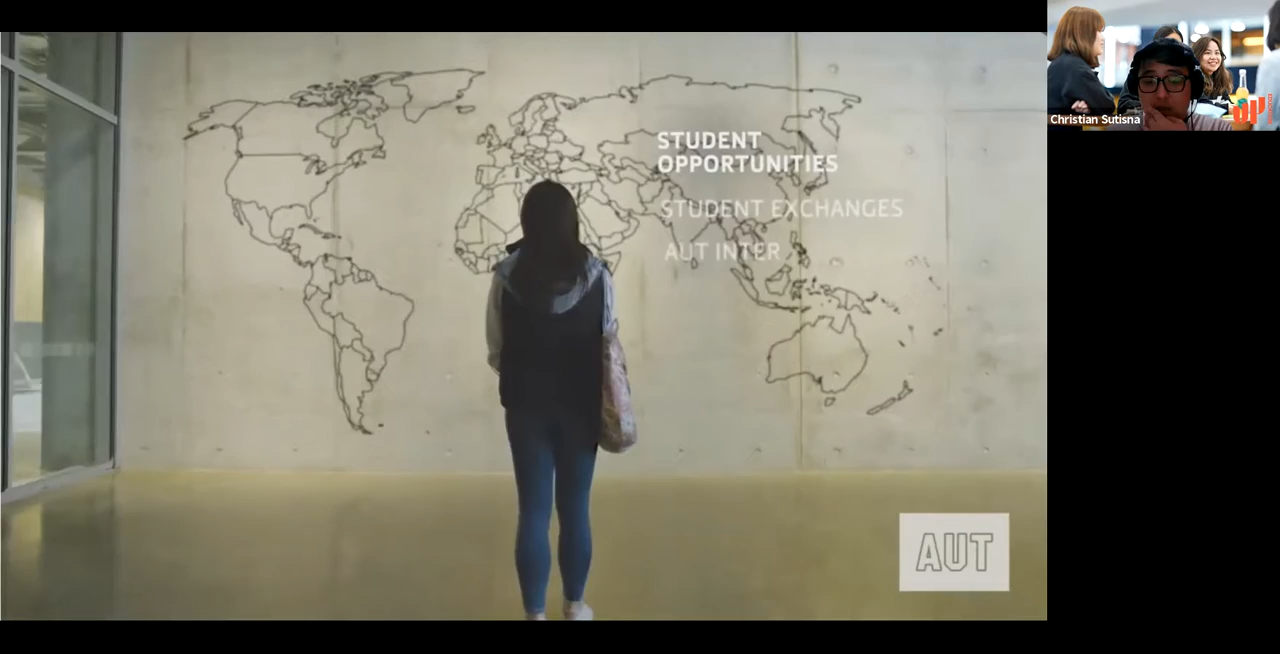 STUDENT
OPPORTUNITIES
STUDENT EXCHANGES
AUT INTER
AUT
Christian Sutisna